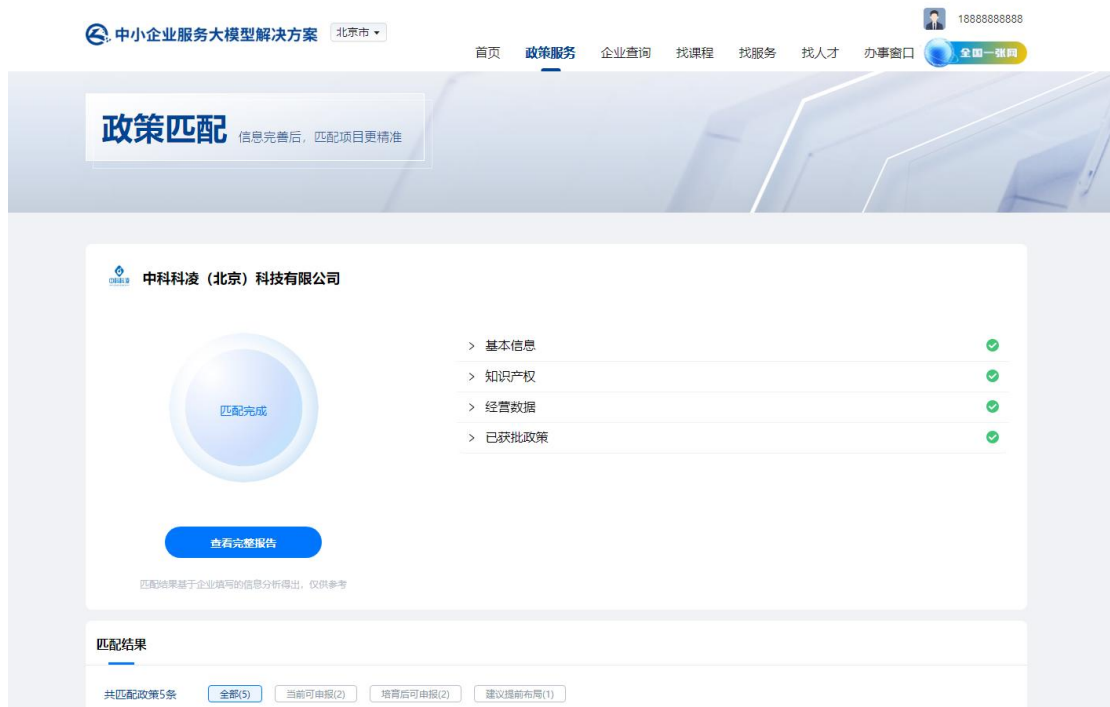 18888888888
中小企业服务大模型解决方案 北京市
首页 政策服务 企业查询 找课程 找服务 找人才 办事窗口 全国一张网
政策匹配 信息完善后，匹配项目更精准
中科科凌（北京）科技有限公司
基本信息
知识产权
匹配完成 经营数据
已获批政策
查看完整报告
匹配结果基于企业填写的信息分析得出，仅供参考
匹配结果
共匹配政策5条 全部(5) 当前可申报(2) 培育后可申报(2) 建议提前布局(1)